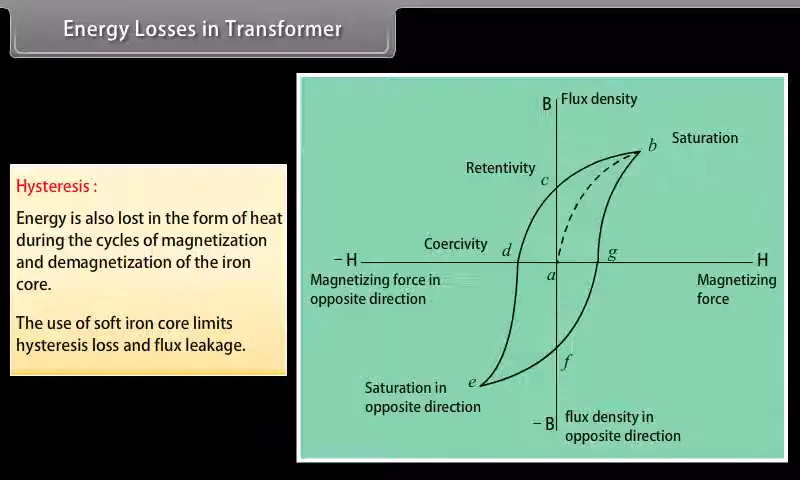 Energy Losses in Transformer
Hysteresis :
Energy is also lost in the form of heat
during the cycles of magnetization
and demagnetization of the iron
core.
The use of soft iron core limits
hysteresis loss and flux leakage.
B Flux density
b Saturation
Retentivity c
Coercivity d
g
– H
a
H
Magnetizing force in
opposite direction
Magnetizing
force
f
e
Saturation in
opposite direction
– B flux density in
opposite direction